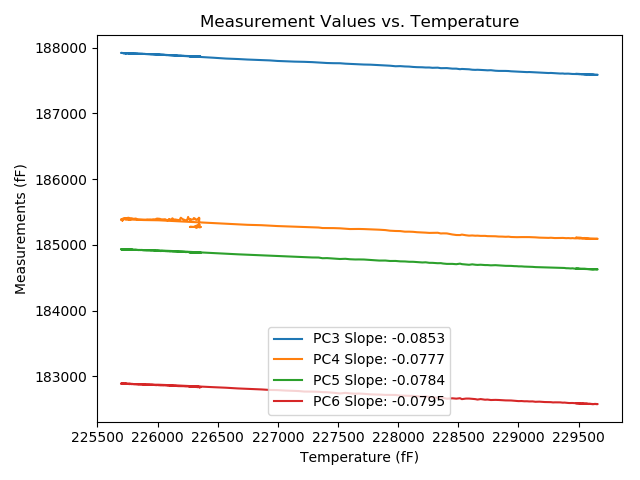 Measurement Values vs. Temperature
188000
187000
186000
185000
184000
183000
Measurements (fF)
PC3 Slope: -0.0853
PC4 Slope: -0.0777
PC5 Slope: -0.0784
PC6 Slope: -0.0795
225500 226000 226500 227000 227500 228000 228500 229000 229500
Temperature (fF)